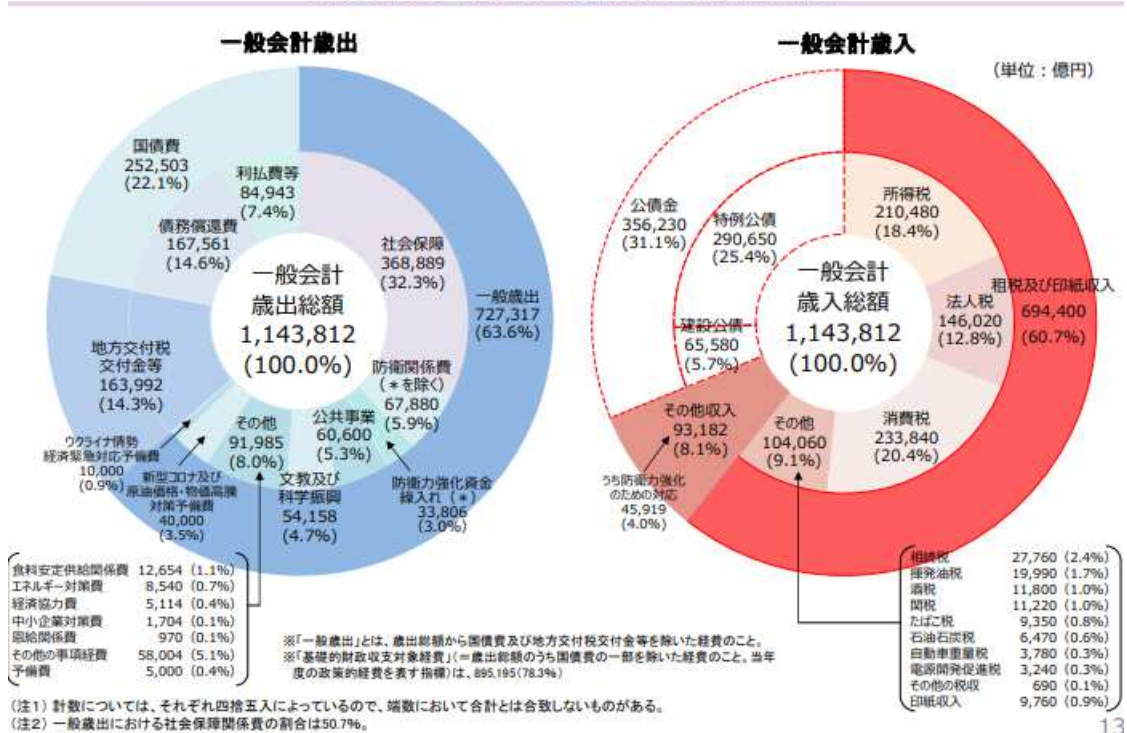 一般会計歳出
国債費
252,503
(22.1%)
利払費等
84,943
(7.4%)
債務償還費
167,561
(14.6%)
社会保障
368,889
(32.3%)
一般歳出
727,317
(63.6%)
一般会計
歳出総額
1,143,812
(100.0%)
地方交付税
交付金等
163,992
(14.3%)
防衛関係費
(*を除く)
67,880
(5.9%)
公共事業
60,600
(5.3%)
その他
91,985
(8.0%)
ウクライナ情勢
経済緊急対応予備費
10,000
(0.9%)
新型コロナ及び
原油価格・物価高騰
対策予備費
40,000
(3.5%)
文教及び
科学振興
54,158
(4.7%)
防衛力強化資金
繰入れ(*)
33,806
(3.0%)
食料安定供給関係費 12,654 (1.1%)
エネルギー対策費 8,540 (0.7%)
経済協力費 5,114 (0.4%)
中小企業対策費 1,704 (0.1%)
恩給関係費 970 (0.1%)
その他の事項経費 58,004 (5.1%)
予備費 5,000 (0.4%)
一般会計歳入
(単位:億円)
公債金
356,230
(31.1%)
特例公債
290,650
(25.4%)
所得税
210,480
(18.4%)
法人税
146,020
(12.8%)
租税及び印紙収入
694,400
(60.7%)
一般会計
歳入総額
1,143,812
(100.0%)
建設公債
65,580
(5.7%)
その他収入
93,182
(8.1%)
その他
104,060
(9.1%)
消費税
233,840
(20.4%)
うち防衛力強化
のための対応
45,919
(4.0%)
相続税 27,760 (2.4%)
揮発油税 19,990 (1.7%)
酒税 11,800 (1.0%)
関税 11,220 (1.0%)
たばこ税 9,350 (0.8%)
石油石炭税 6,470 (0.6%)
自動車重量税 3,780 (0.3%)
電源開発促進税 3,240 (0.3%)
その他の税収 690 (0.1%)
印紙収入 9,760 (0.9%)
※「一般歳出」とは、歳出総額から国債費及び地方交付税交付金等を除いた経費のこと。
※「基礎的財政収支対象経費」(=歳出総額のうち国債費の一部を除いた経費のこと。当年
度の政策的経費を表す指標)は、895,195(78.3%)
(注1)計数については、それぞれ四捨五入によっているので、端数において合計とは合致しないものがある。
(注2)一般歳出における社会保障関係費の割合は50.7%。
13